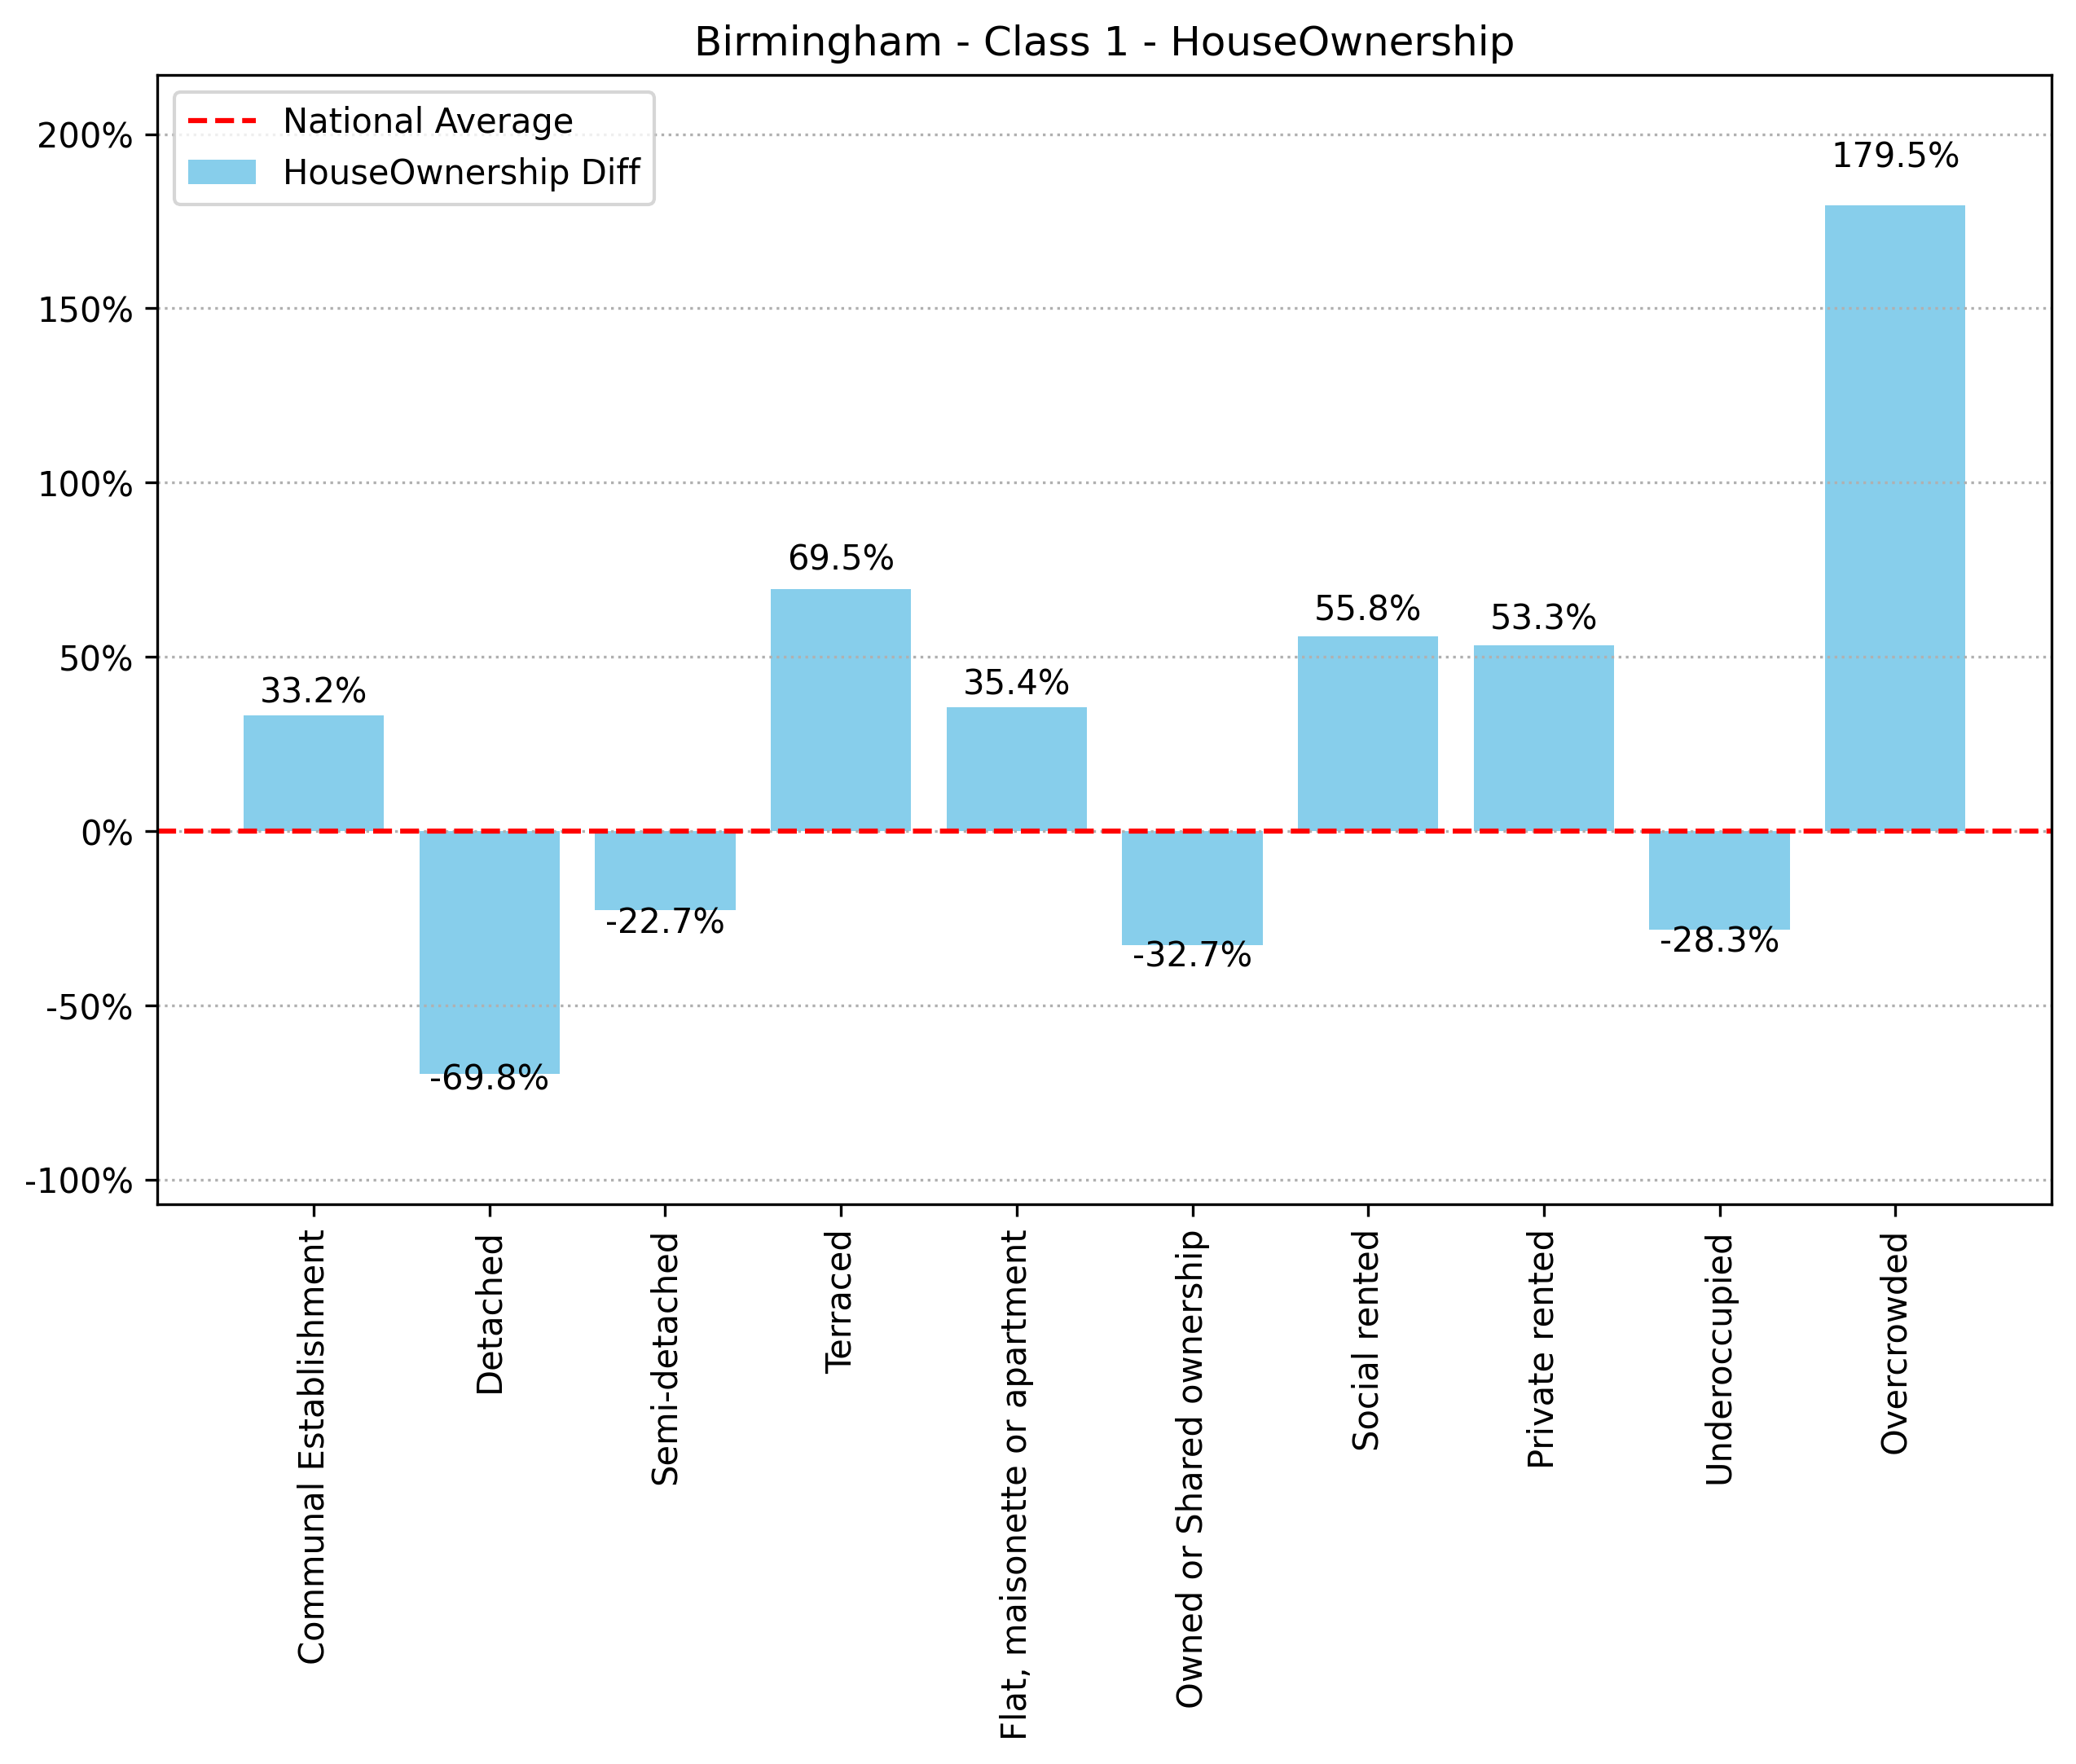 Birmingham - Class 1 - HouseOwnership
National Average
HouseOwnership Diff
200%
150%
100%
50%
0%
-50%
-100%
33.2%
-69.8%
-22.7%
69.5%
35.4%
-32.7%
55.8%
53.3%
-28.3%
179.5%
Communal Establishment
Detached
Semi-detached
Terraced
Flat, maisonette or apartment
Owned or Shared ownership
Social rented
Private rented
Underoccupied
Overcrowded